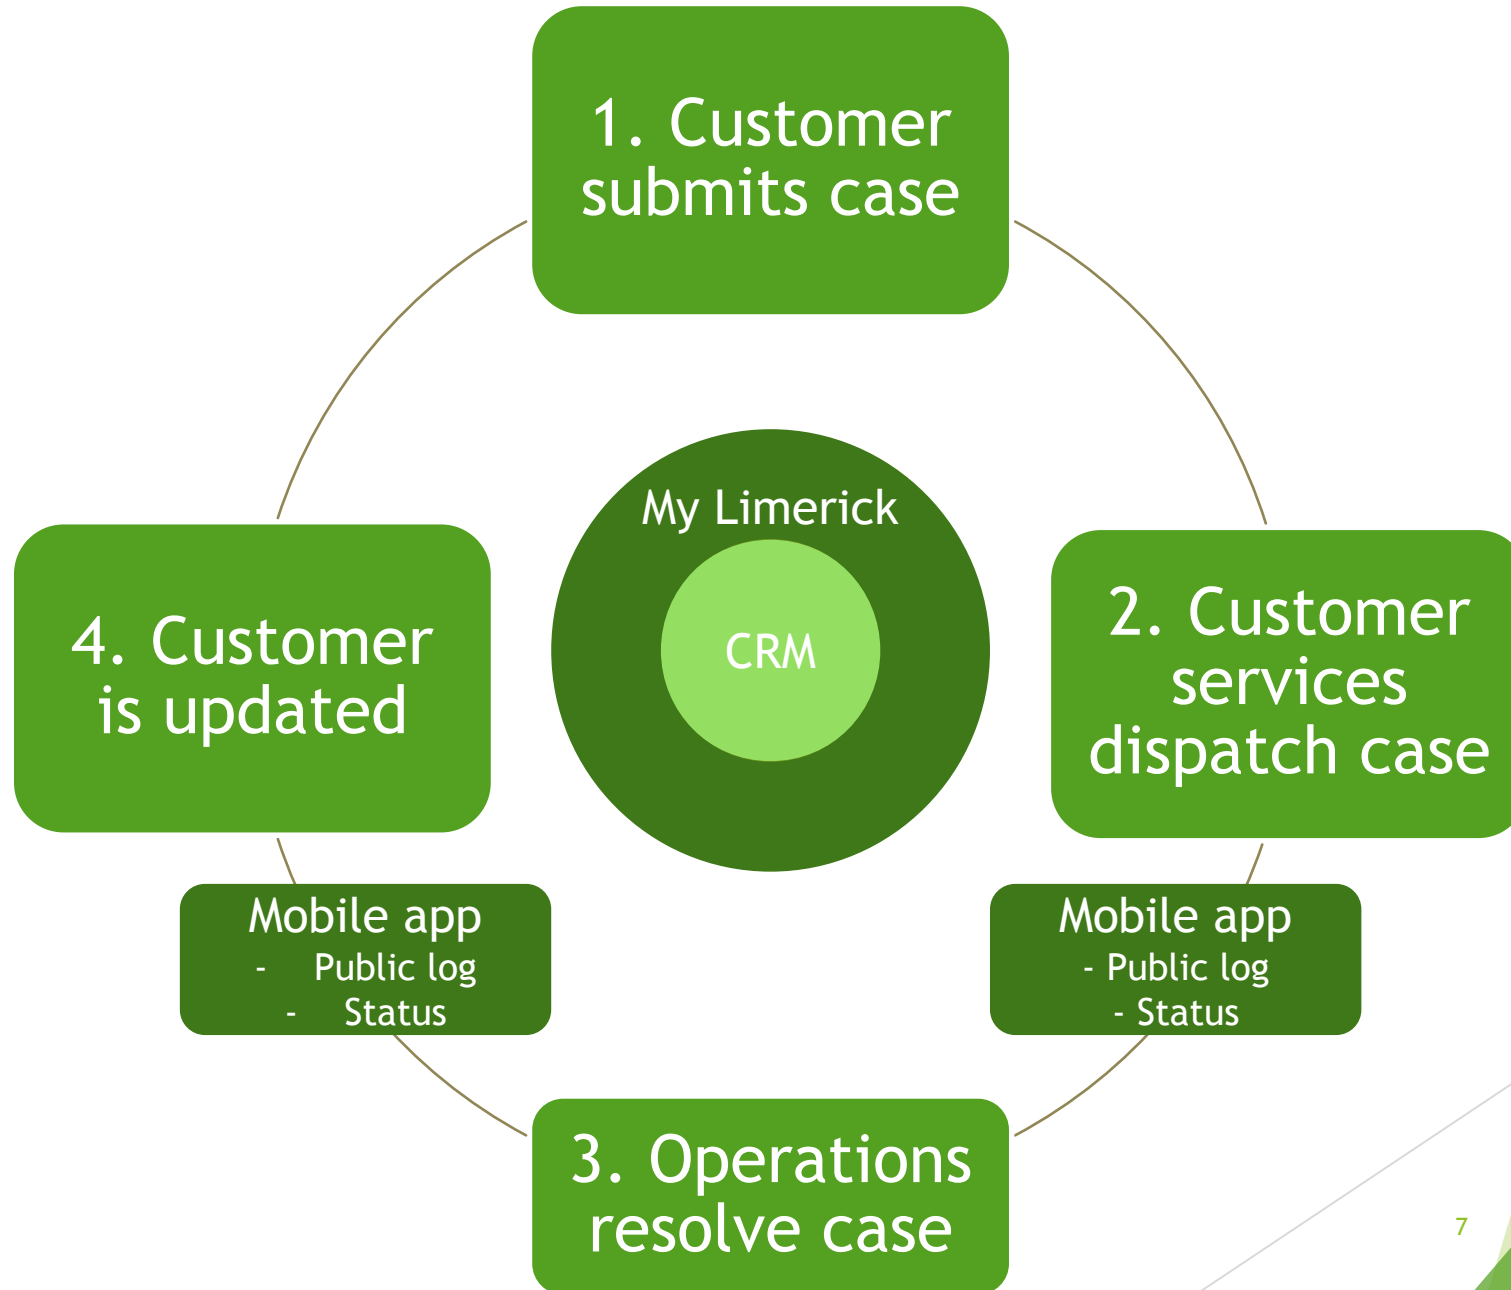 1. Customer
submits case
My Limerick
CRM
2. Customer
services
dispatch case
4. Customer
is updated
Mobile app
- Public log
- Status
Mobile app
- Public log
- Status
3. Operations
resolve case
7